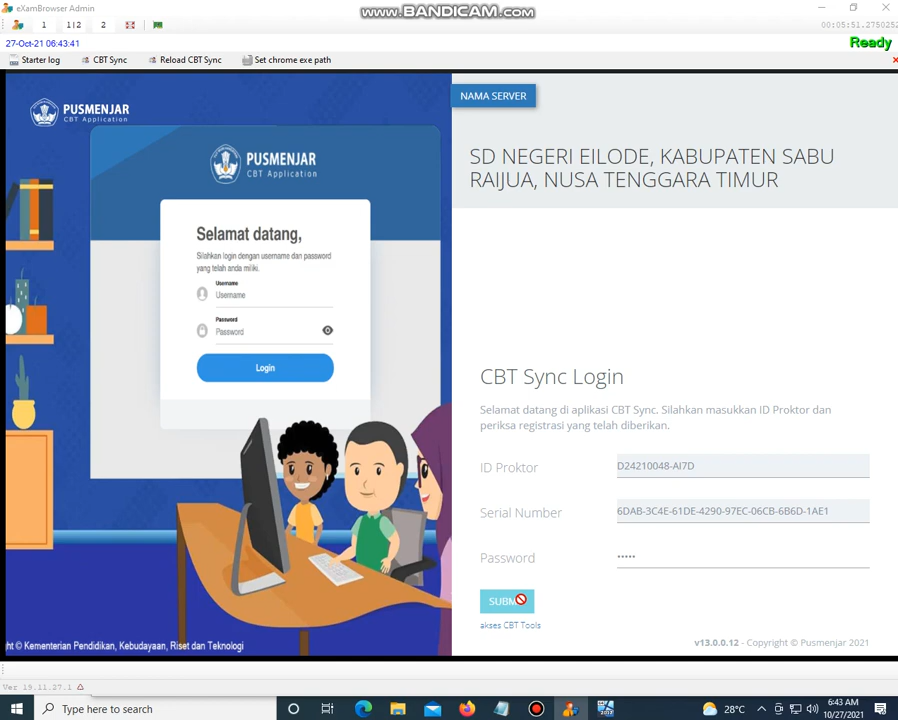 eXamBrowser Admin
www.BANDICAM.com
1 1|2 2
00:05:51.275025
27-Oct-21 06:43:41
Ready
Starter log CBT Sync Reload CBT Sync Set chrome exe path
PUSMENJAR
CBT Application
NAMA SERVER
SD NEGERI EILODE, KABUPATEN SABU
RAIJUA, NUSA TENGGARA TIMUR
PUSMENJAR
CBT Application
Selamat datang,
Silahkan login dengan username dan password
yang telah anda miliki.
Username
Username
Password
Password
Login
CBT Sync Login
Selamat datang di aplikasi CBT Sync. Silahkan masukkan ID Proktor dan
periksa registrasi yang telah diberikan.
ID Proktor D24210048-AI7D
Serial Number 6DAB-3C4E-61DE-4290-97EC-06CB-6B6D-1AE1
Password •••••
SUBM
akses CBT Tools
ht © Kementerian Pendidikan, Kebudayaan, Riset dan Teknologi
v13.0.0.12 - Copyright © Pusmenjar 2021
Ver 19.11.27.1
Type here to search
28°C
6:43 AM
10/27/2021